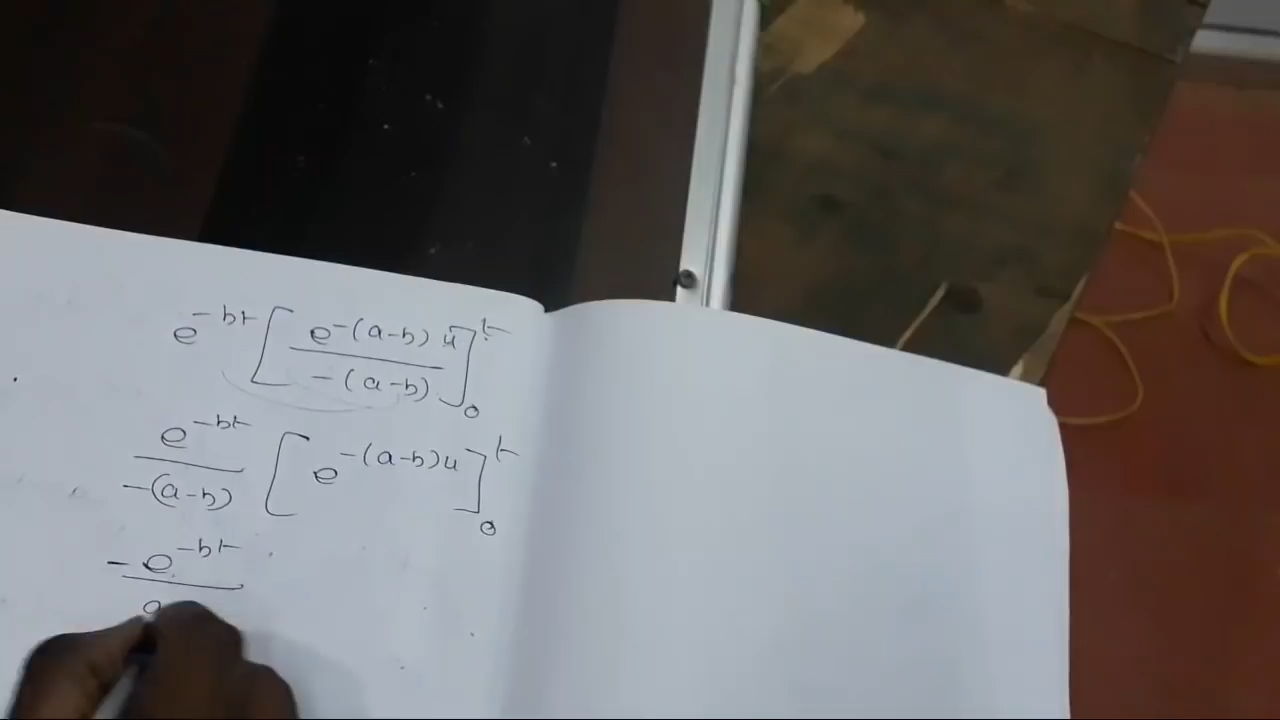 e^{-bt} [ e^{-(a-b)u} / -(a-b) ]_0^t
e^{-bt} / -(a-b) [ e^{-(a-b)u} ]_0^t
-e^{-bt} / a